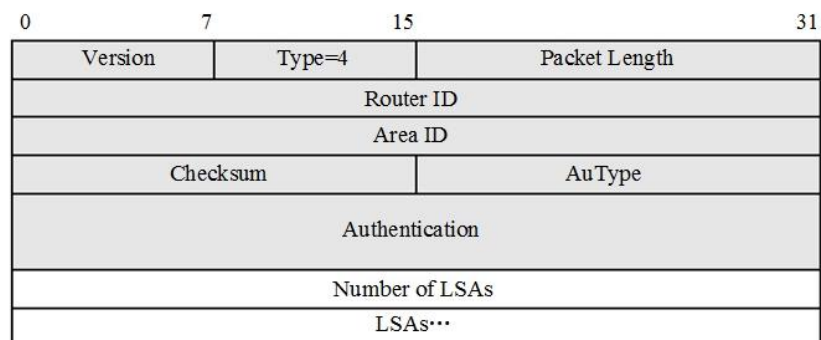 0 7 15 31
Version Type=4 Packet Length
Router ID
Area ID
Checksum AuType
Authentication
Number of LSAs
LSAs···